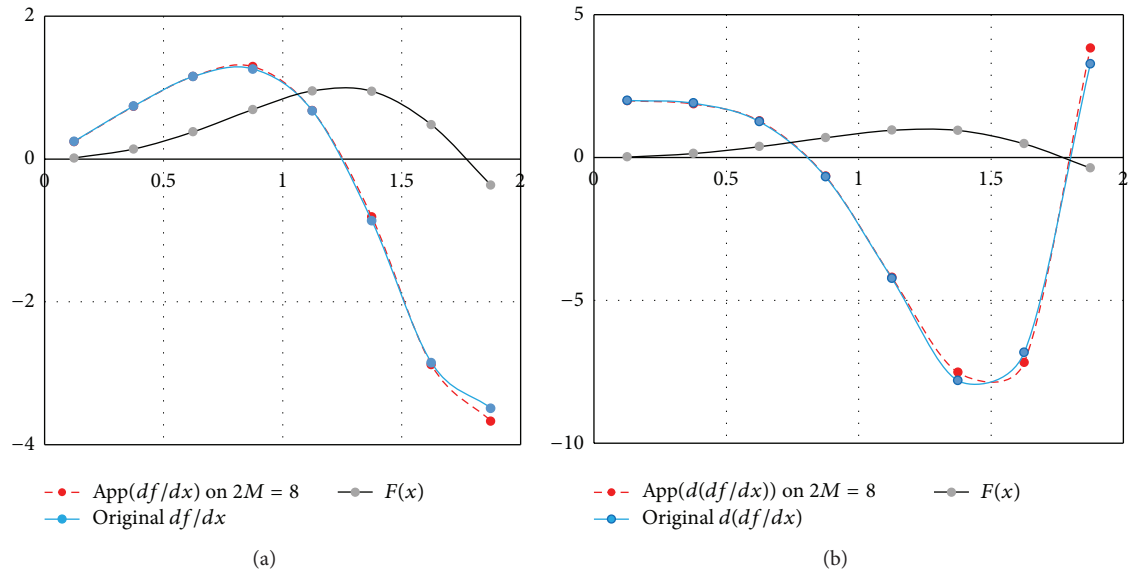 2
0
−2
−4
0 0.5 1 1.5 2
App(df/dx) on 2M = 8
F(x)
Original df/dx
(a)
5
0
−5
−10
0 0.5 1 1.5 2
App(d(df/dx)) on 2M = 8
F(x)
Original d(df/dx)
(b)